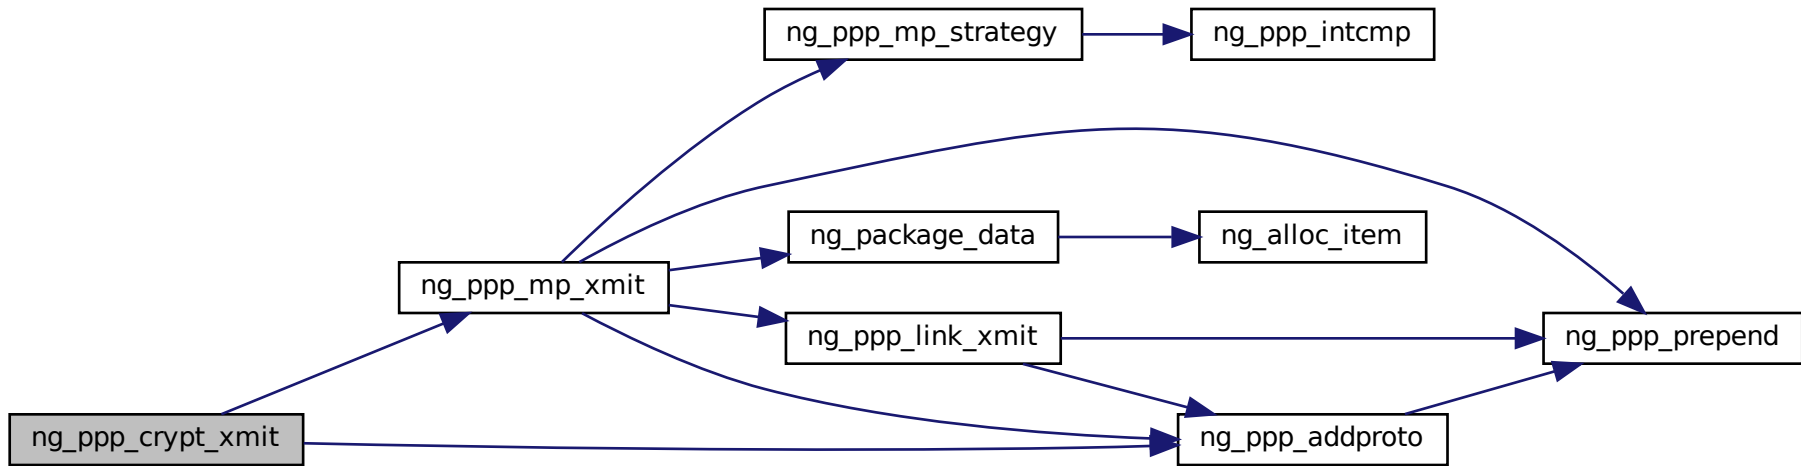 ng_ppp_mp_strategy
ng_ppp_intcmp
ng_package_data
ng_alloc_item
ng_ppp_mp_xmit
ng_ppp_link_xmit
ng_ppp_prepend
ng_ppp_crypt_xmit
ng_ppp_addproto